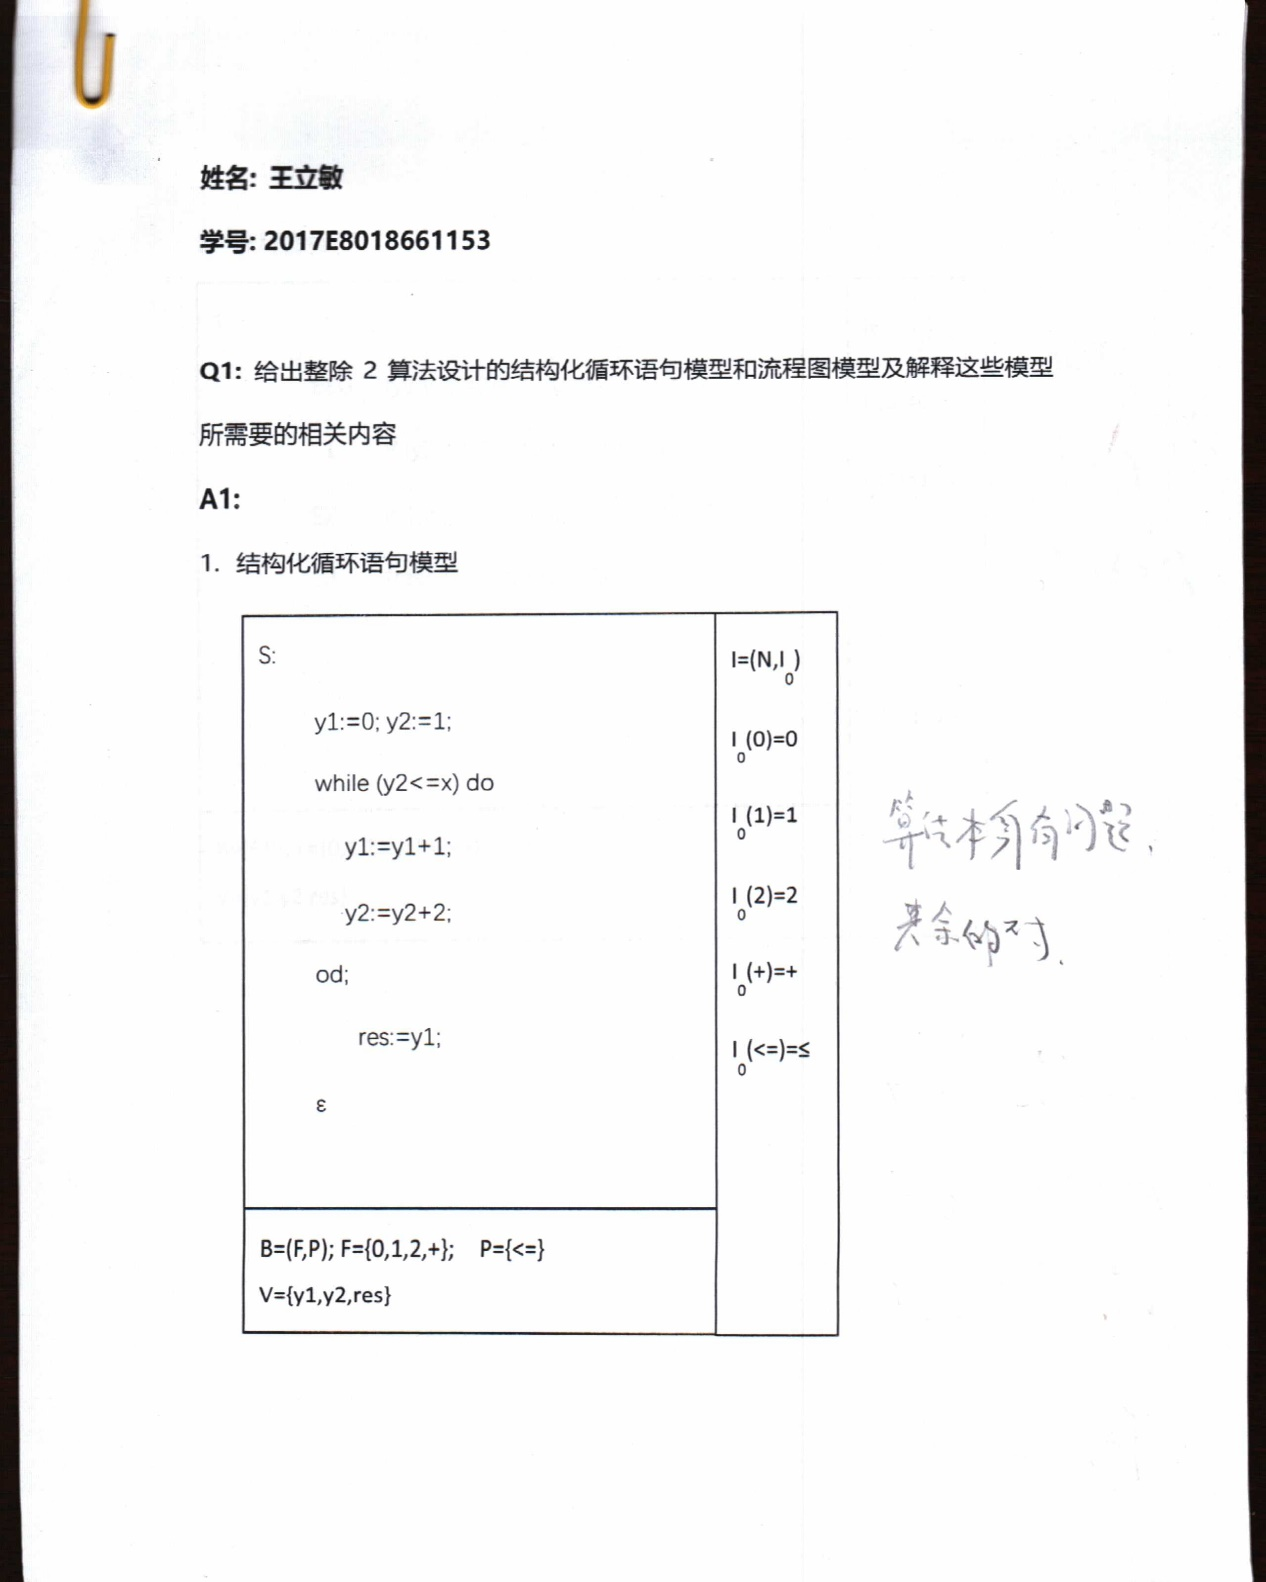 姓名: 王立敏
学号: 2017E8018661153
Q1: 给出整除 2 算法设计的结构化循环语句模型和流程图模型及解释这些模型
所需要的相关内容
A1:
1. 结构化循环语句模型
S:
y1:=0; y2:=1;
while (y2<=x) do
y1:=y1+1;
y2:=y2+2;
od;
res:=y1;
ε
B=(F,P); F={0,1,2,+}; P={<=}
V={y1,y2,res}
I=(N,I₀)
I₀(0)=0
I₀(1)=1
I₀(2)=2
I₀(+)=+
I₀(<=)=≤
算法本身有问题,
其余的对.